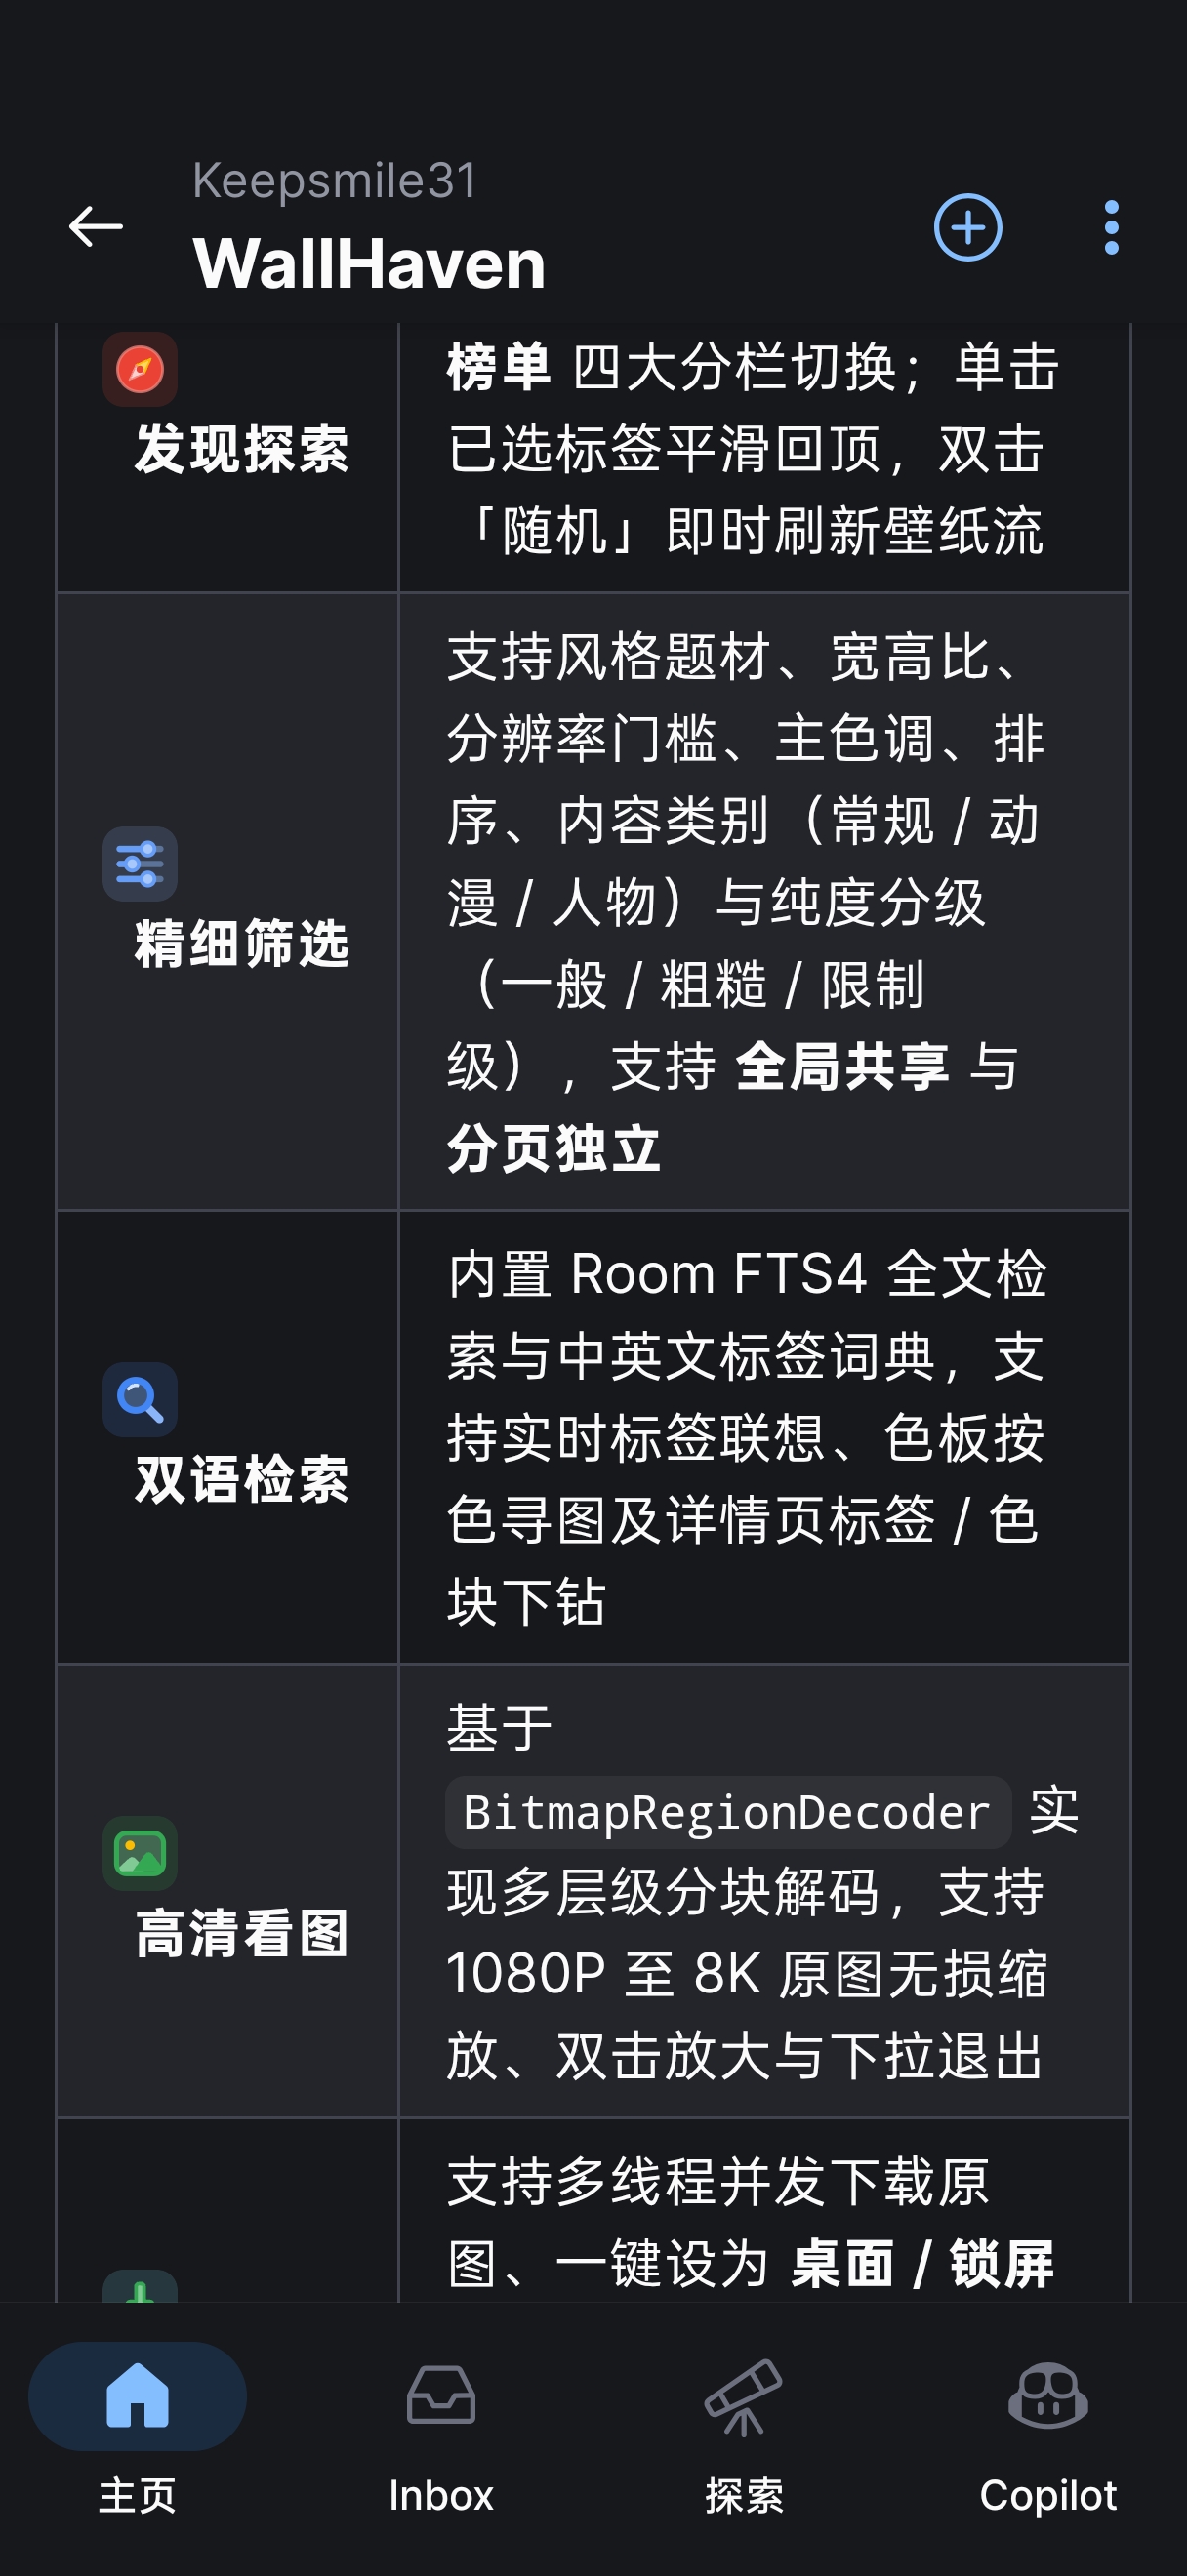 Keepsmile31
WallHaven
发现探索
榜单 四大分栏切换；单击
已选标签平滑回顶，双击
「随机」即时刷新壁纸流
精细筛选
支持风格题材、宽高比、
分辨率门槛、主色调、排
序、内容类别（常规 / 动
漫 / 人物）与纯度分级
（一般 / 粗糙 / 限制
级），支持 全局共享 与
分页独立
双语检索
内置 Room FTS4 全文检
索与中英文标签词典，支
持实时标签联想、色板按
色寻图及详情页标签 / 色
块下钻
高清看图
基于
BitmapRegionDecoder 实
现多层级分块解码，支持
1080P 至 8K 原图无损缩
放、双击放大与下拉退出
支持多线程并发下载原
图、一键设为 桌面 / 锁屏
主页
Inbox
探索
Copilot